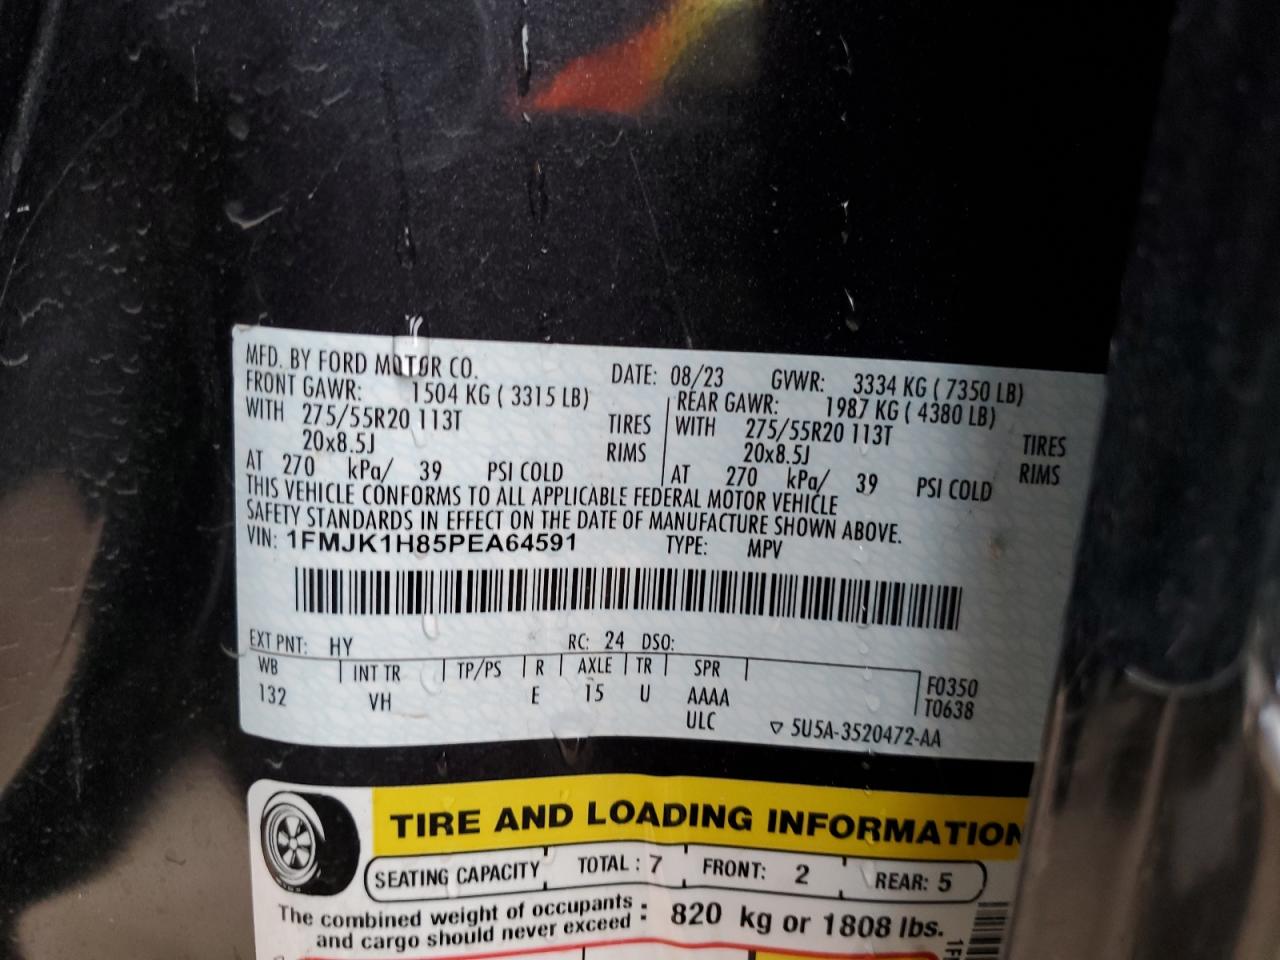 MFD. BY FORD MOTOR CO. DATE: 08/23 GVWR: 3334 KG ( 7350 LB)
FRONT GAWR: 1504 KG ( 3315 LB) REAR GAWR: 1987 KG ( 4380 LB)
WITH 275/55R20 113T TIRES WITH 275/55R20 113T TIRES
20x8.5J RIMS 20x8.5J RIMS
AT 270 kPa/ 39 PSI COLD AT 270 kPa/ 39 PSI COLD
THIS VEHICLE CONFORMS TO ALL APPLICABLE FEDERAL MOTOR VEHICLE
SAFETY STANDARDS IN EFFECT ON THE DATE OF MANUFACTURE SHOWN ABOVE.
VIN: 1FMJK1H85PEA64591 TYPE: MPV
EXT PNT: HY RC: 24 DSO:
WB INT TR TP/PS R AXLE TR SPR F0350
132 VH E 15 U AAAA T0638
ULC ▽ 5U5A-3520472-AA
TIRE AND LOADING INFORMATION
SEATING CAPACITY TOTAL : 7 FRONT: 2 REAR: 5
The combined weight of occupants
and cargo should never exceed : 820 kg or 1808 lbs.